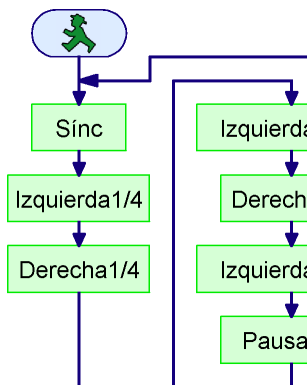 Sínc
Izquierda1/4
Derecha1/4
Izquierda
Derech
Izquierda
Pausa